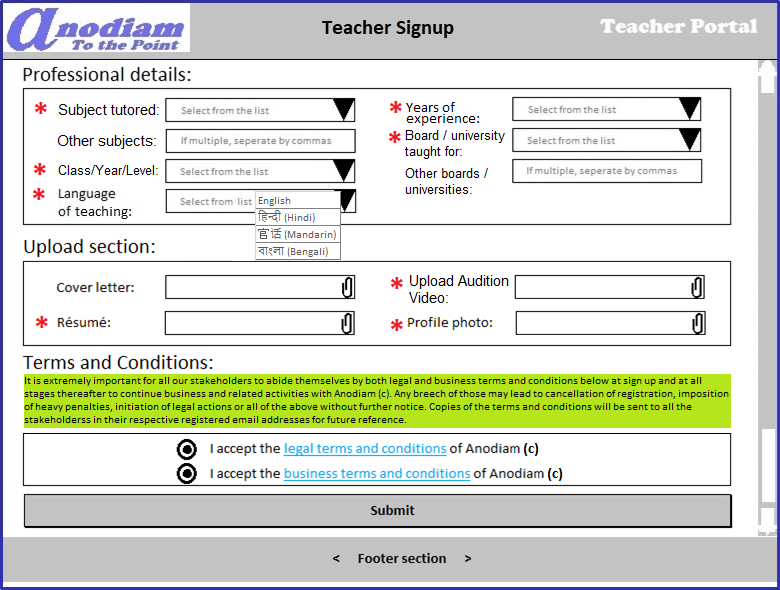 Anodiam
To the Point
Teacher Signup
Teacher Portal
Professional details:
* Subject tutored: Select from the list
* Years of experience: Select from the list
Other subjects: If multiple, seperate by commas
* Board / university taught for: Select from the list
* Class/Year/Level: Select from the list
Other boards / universities: If multiple, seperate by commas
* Language of teaching: Select from list
English
हिन्दी (Hindi)
官话 (Mandarin)
বাংলা (Bengali)
Upload section:
Cover letter:
* Upload Audition Video:
* Résumé:
* Profile photo:
Terms and Conditions:
It is extremely important for all our stakeholders to abide themselves by both legal and business terms and conditions below at sign up and at all
stages thereafter to continue business and related activities with Anodiam (c). Any breech of those may lead to cancellation of registration, imposition
of heavy penalties, initiation of legal actions or all of the above without further notice. Copies of the terms and conditions will be sent to all the
stakeholderss in their respective registered email addresses for future reference.
I accept the legal terms and conditions of Anodiam (c)
I accept the business terms and conditions of Anodiam (c)
Submit
< Footer section >